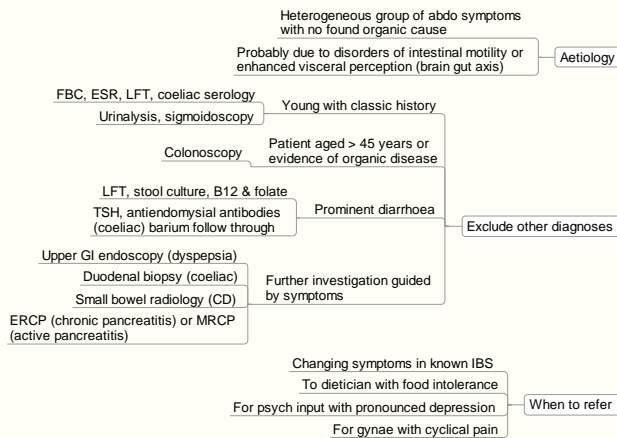 Heterogeneous group of abdo symptoms
with no found organic cause
Probably due to disorders of intestinal motility or
enhanced visceral perception (brain gut axis)
Aetiology
FBC, ESR, LFT, coeliac serology
Urinalysis, sigmoidoscopy
Young with classic history
Colonoscopy
Patient aged > 45 years or
evidence of organic disease
LFT, stool culture, B12 & folate
TSH, antiendomysial antibodies
(coeliac) barium follow through
Prominent diarrhoea
Exclude other diagnoses
Upper GI endoscopy (dyspepsia)
Duodenal biopsy (coeliac)
Small bowel radiology (CD)
ERCP (chronic pancreatitis) or MRCP
(active pancreatitis)
Further investigation guided
by symptoms
Changing symptoms in known IBS
To dietician with food intolerance
For psych input with pronounced depression
For gynae with cyclical pain
When to refer